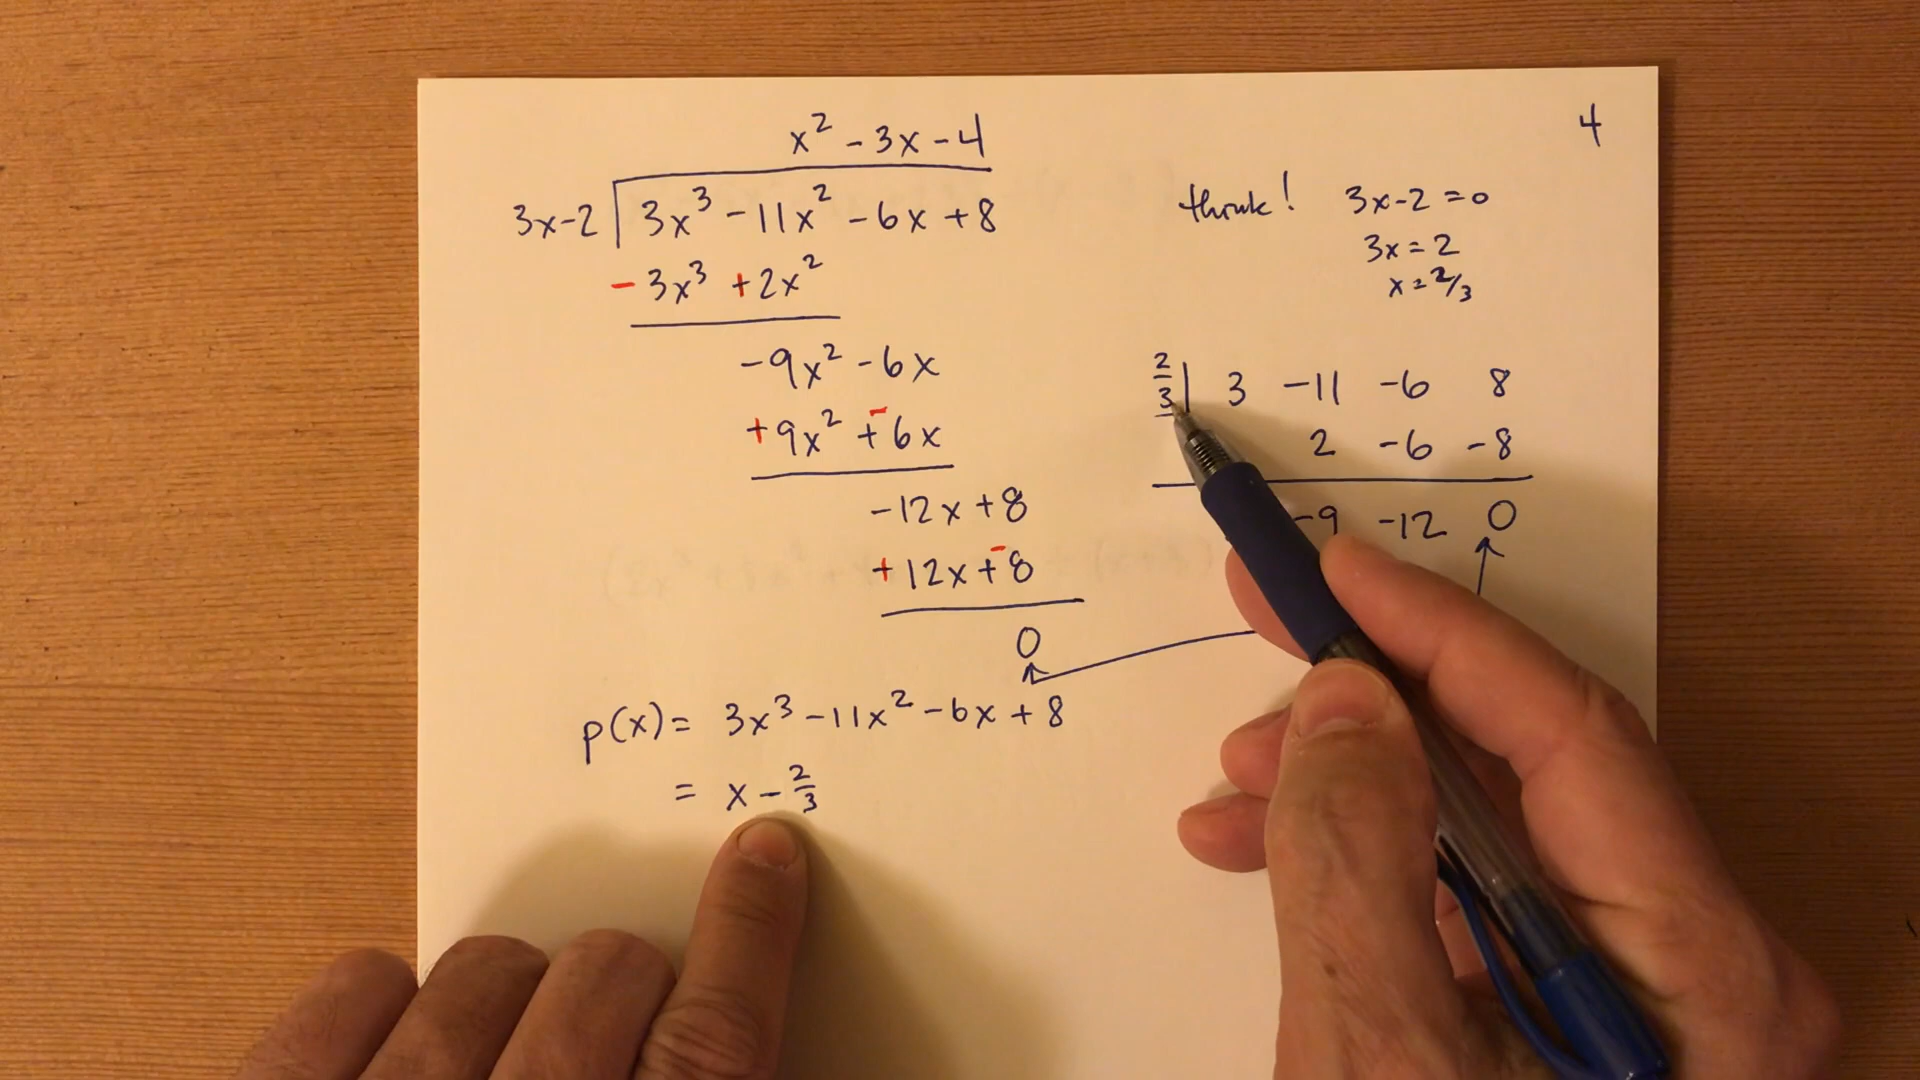 4
x² - 3x - 4
3x-2 | 3x³ - 11x² - 6x + 8
- 3x³ + 2x²
-9x² - 6x
+ 9x² +- 6x
-12x + 8
+ 12x +- 8
0
p(x) = 3x³ - 11x² - 6x + 8
= x - 2/3
think! 3x-2 = 0
3x = 2
x = 2/3
2/3 | 3 -11 -6 8
2 -6 -8
-9 -12 0